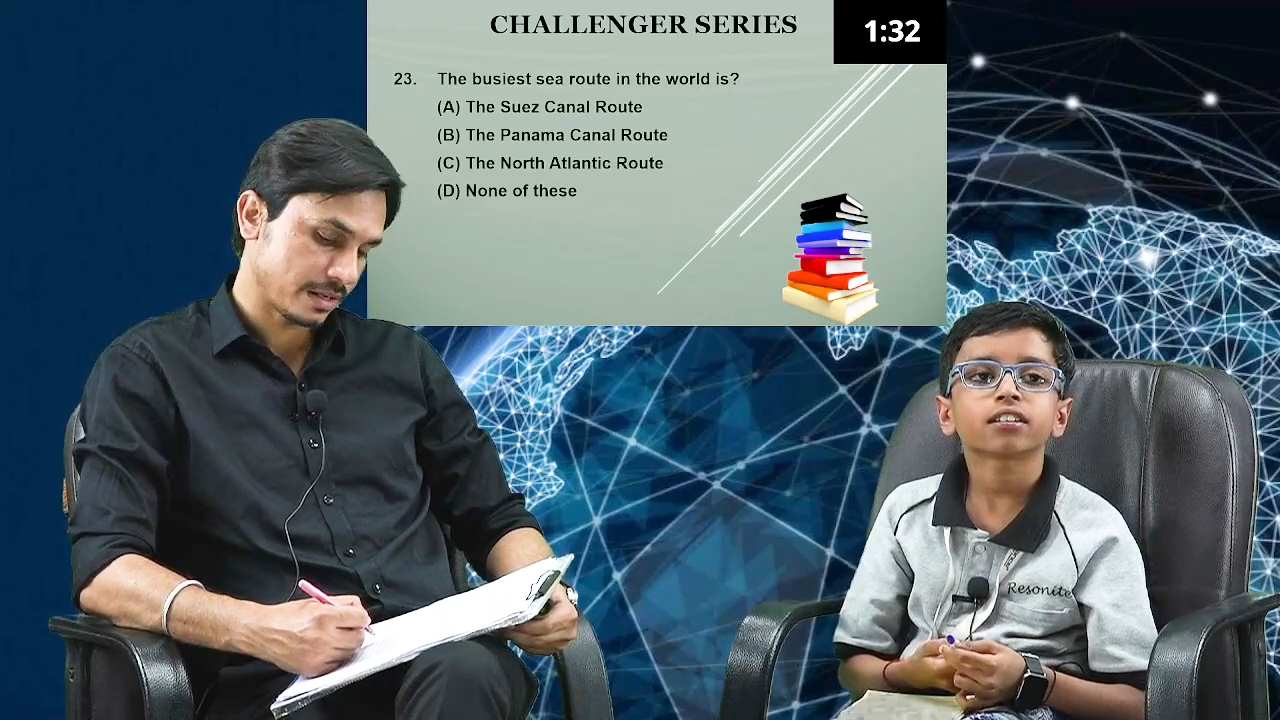 CHALLENGER SERIES
1:32
23. The busiest sea route in the world is?
(A) The Suez Canal Route
(B) The Panama Canal Route
(C) The North Atlantic Route
(D) None of these
Resonite